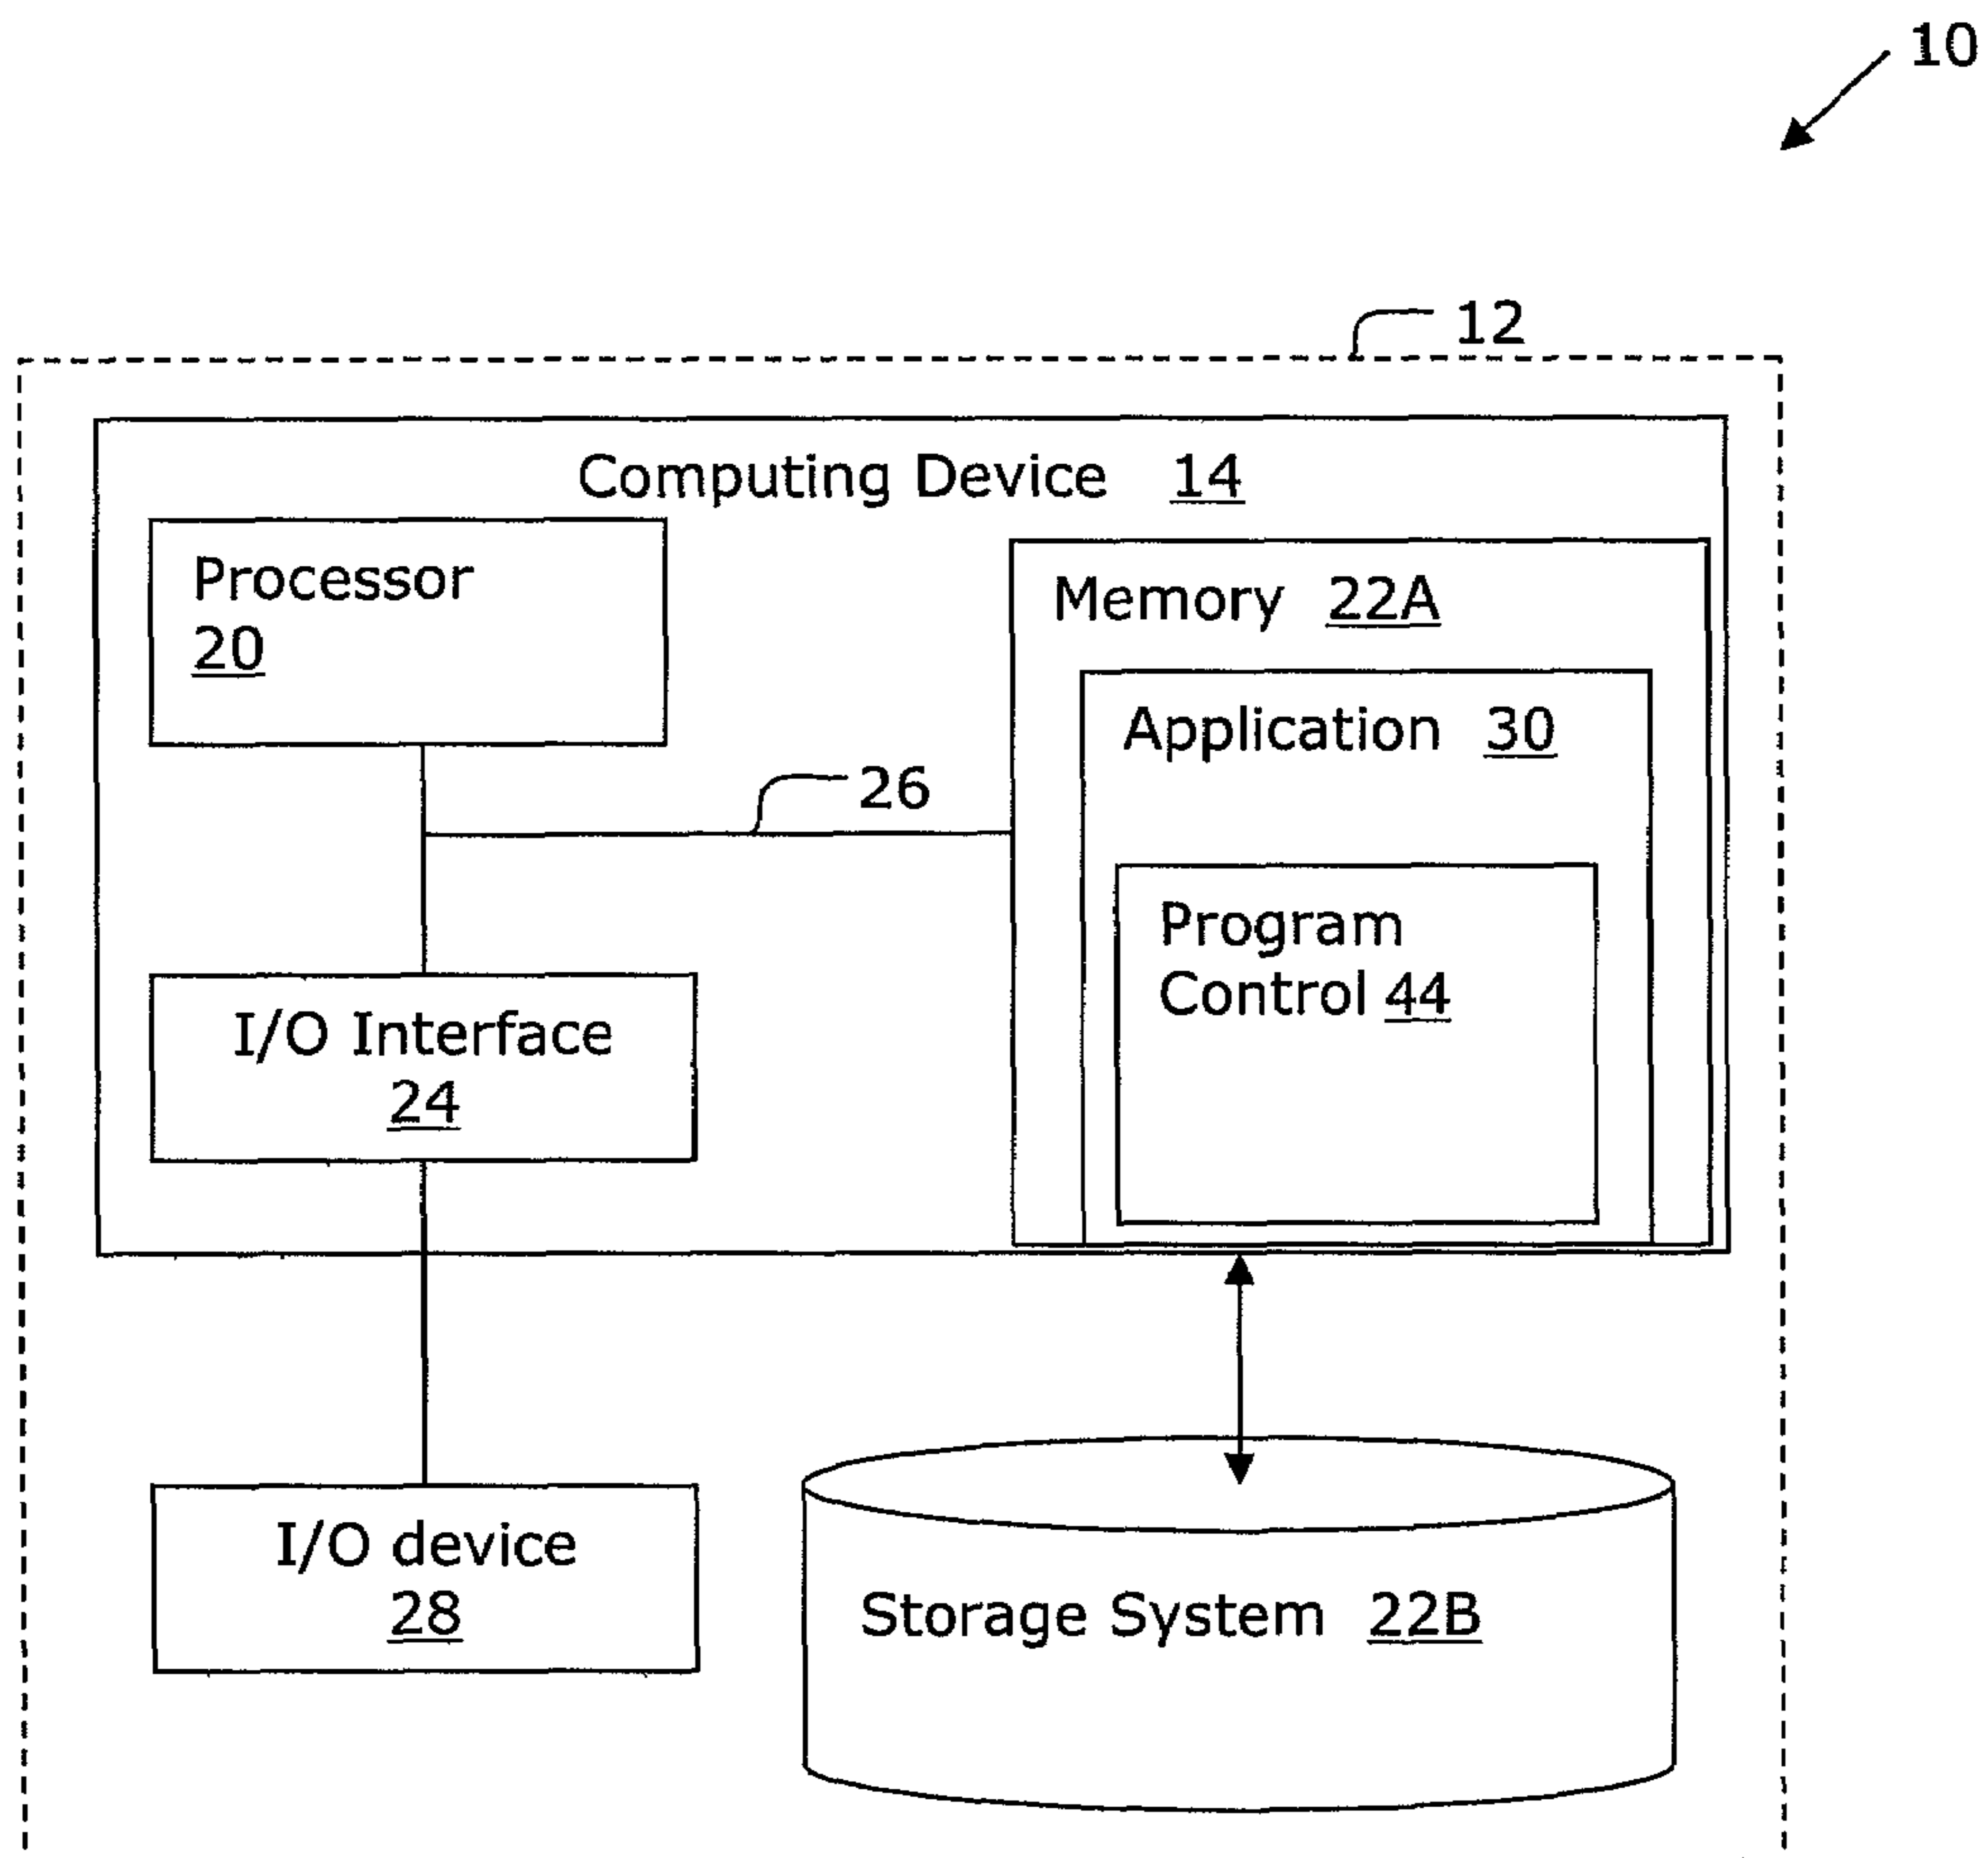 10
12
Computing Device 14
Processor
20
Memory 22A
Application 30
26
Program
Control 44
I/O Interface
24
I/O device
28
Storage System 22B